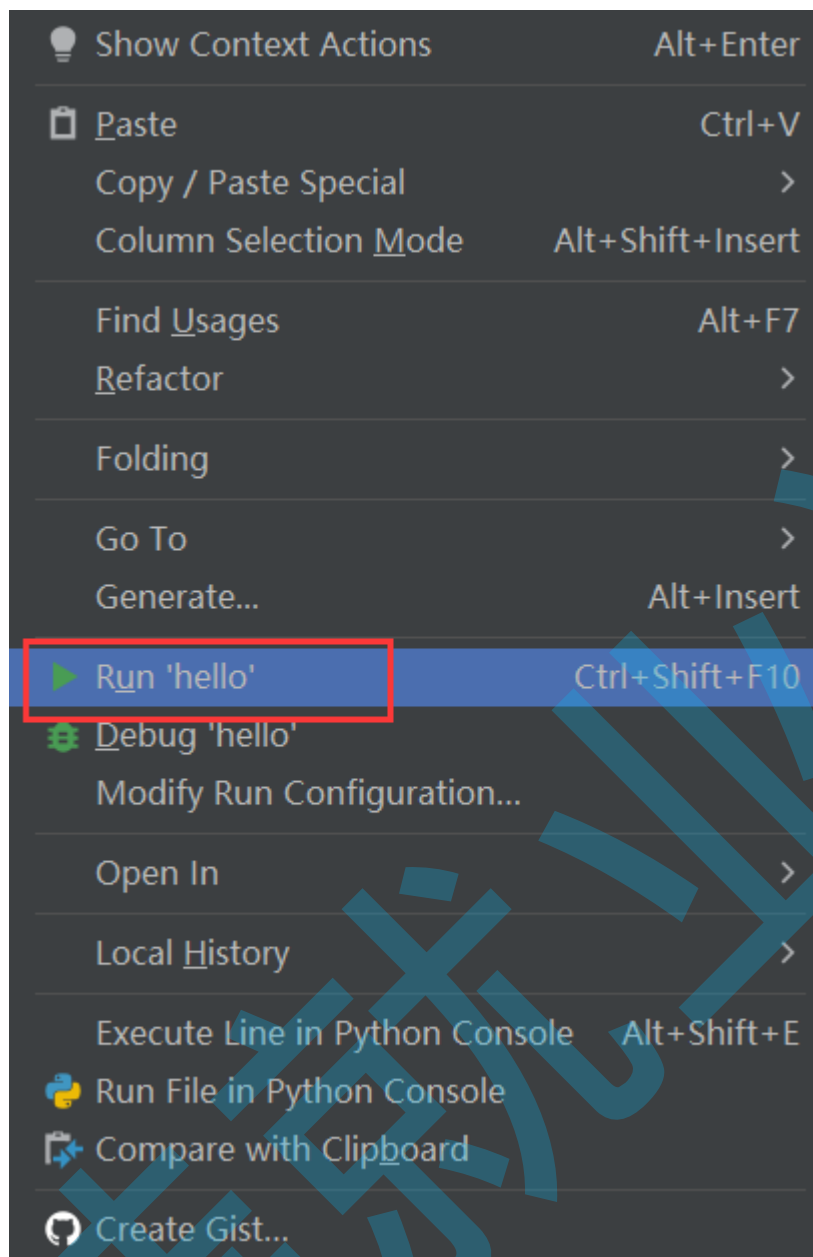 Show Context Actions Alt+Enter
Paste Ctrl+V
Copy / Paste Special
Column Selection Mode Alt+Shift+Insert
Find Usages Alt+F7
Refactor
Folding
Go To
Generate... Alt+Insert
Run 'hello' Ctrl+Shift+F10
Debug 'hello'
Modify Run Configuration...
Open In
Local History
Execute Line in Python Console Alt+Shift+E
Run File in Python Console
Compare with Clipboard
Create Gist...
就业